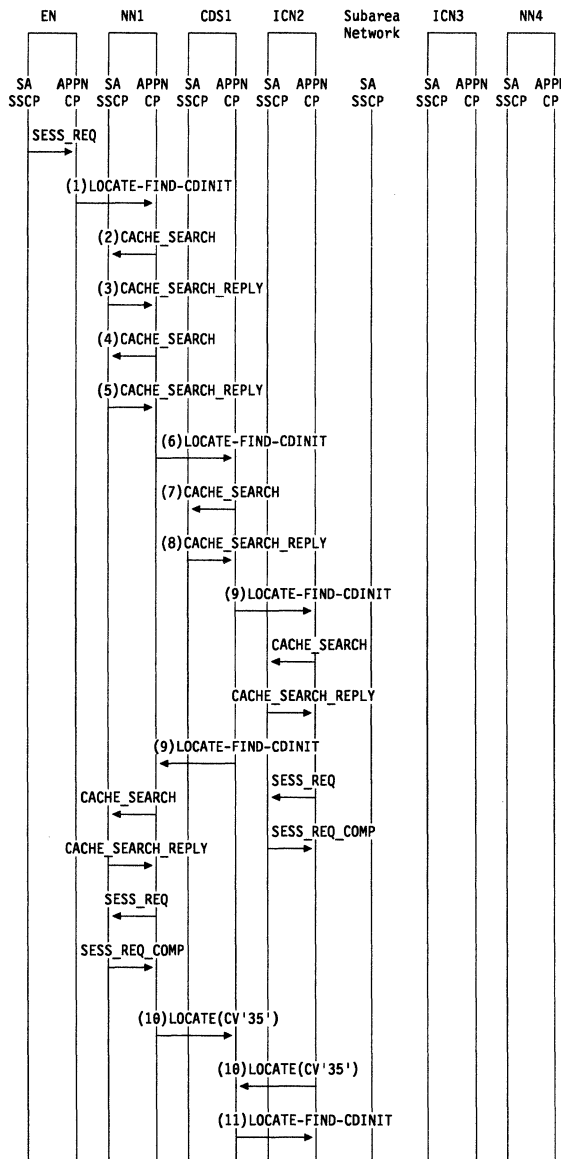 EN NN1 CDS1 ICN2 Subarea Network ICN3 NN4
SA APPN SA APPN SA APPN SA APPN SA SA APPN SA APP
SSCP CP SSCP CP SSCP CP SSCP CP SSCP SSCP CP SSCP CP
SESS_REQ
(1)LOCATE-FIND-CDINIT
(2)CACHE_SEARCH
(3)CACHE_SEARCH_REPLY
(4)CACHE_SEARCH
(5)CACHE_SEARCH_REPLY
(6)LOCATE-FIND-CDINIT
(7)CACHE_SEARCH
(8)CACHE_SEARCH_REPLY
(9)LOCATE-FIND-CDINIT
CACHE_SEARCH
CACHE_SEARCH_REPLY
(9)LOCATE-FIND-CDINIT
SESS_REQ
CACHE_SEARCH
SESS_REQ_COMP
CACHE_SEARCH_REPLY
SESS_REQ
SESS_REQ_COMP
(10)LOCATE(CV'35')
(10)LOCATE(CV'35')
(11)LOCATE-FIND-CDINIT